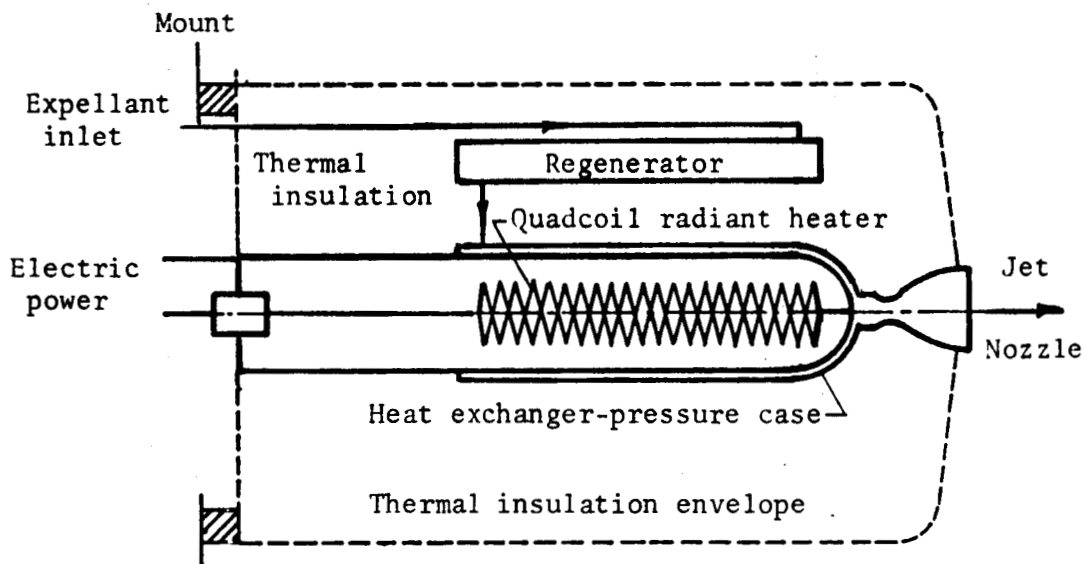 Mount
Expellant
inlet
Thermal
insulation
Regenerator
Quadcoil radiant heater
Electric
power
Jet
Nozzle
Heat exchanger-pressure case
Thermal insulation envelope